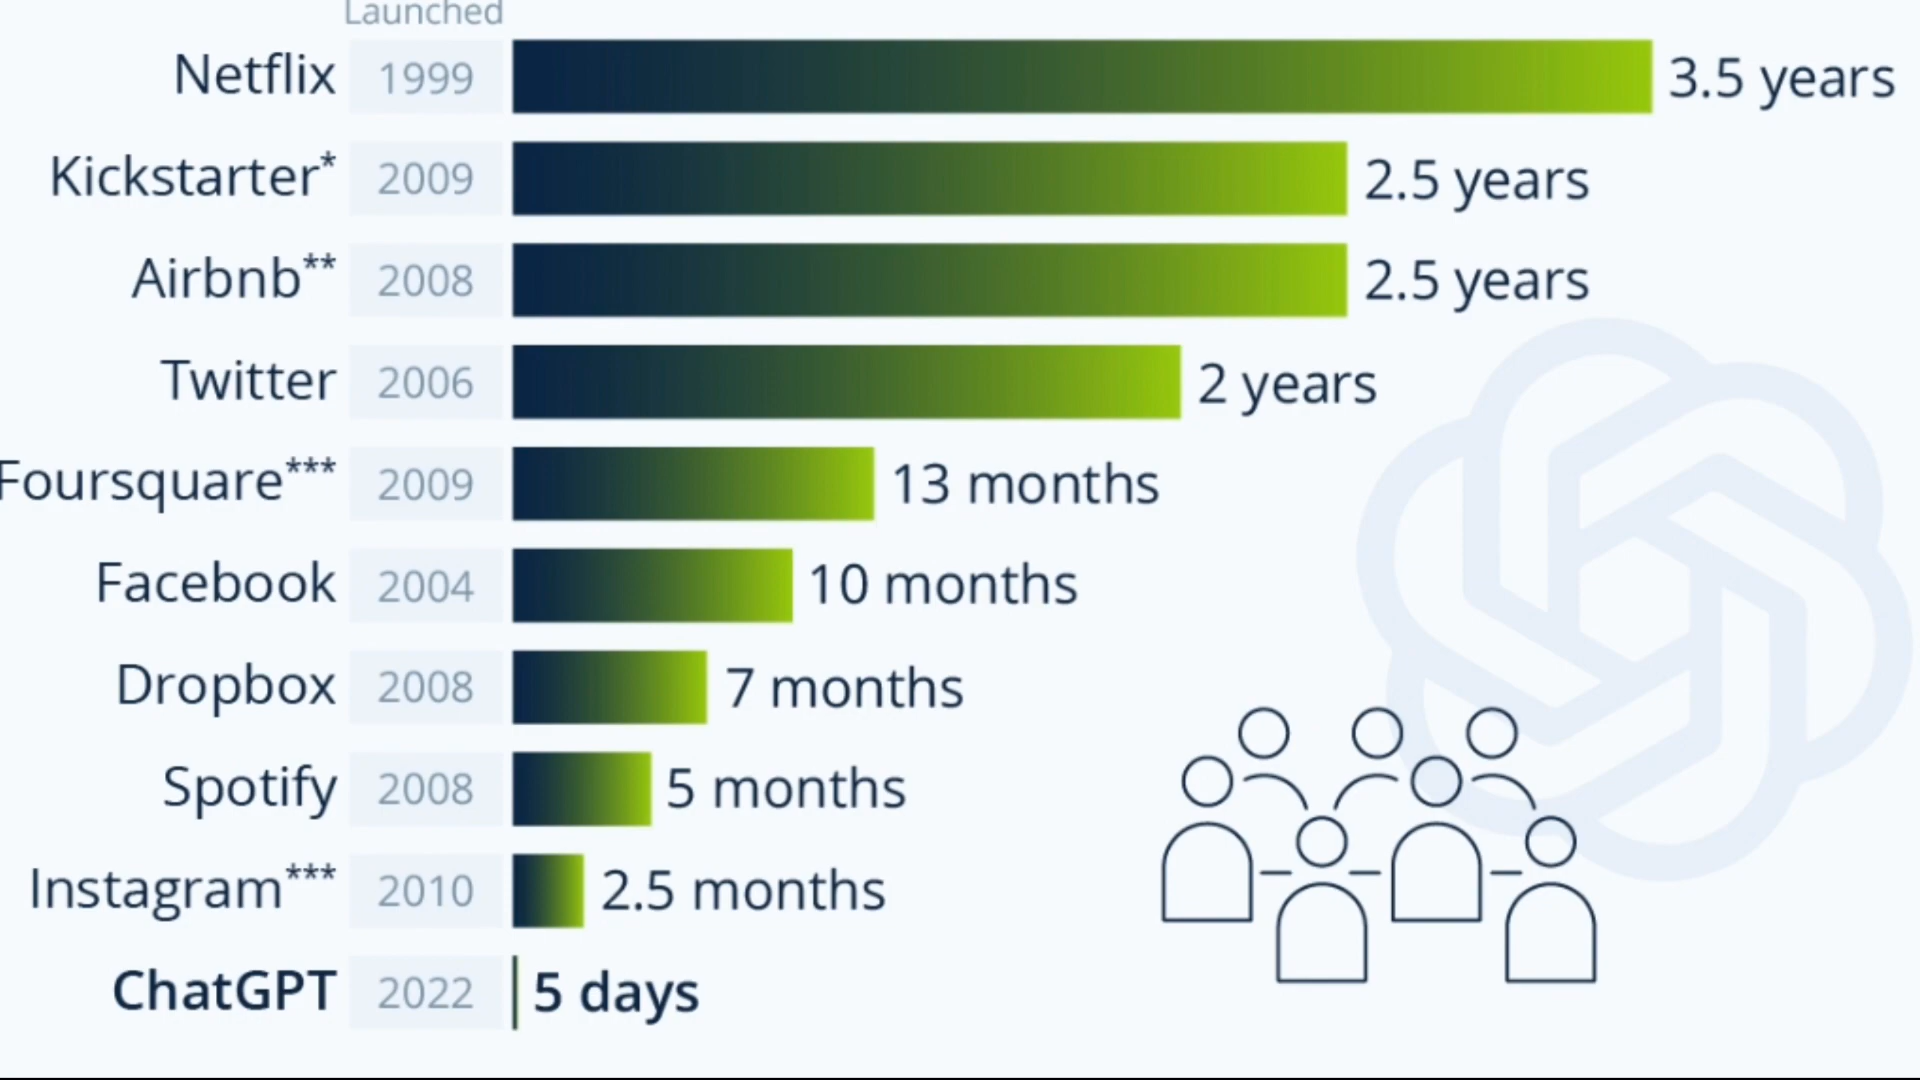 Launched
Netflix 1999 3.5 years
Kickstarter* 2009 2.5 years
Airbnb** 2008 2.5 years
Twitter 2006 2 years
Foursquare*** 2009 13 months
Facebook 2004 10 months
Dropbox 2008 7 months
Spotify 2008 5 months
Instagram*** 2010 2.5 months
ChatGPT 2022 5 days